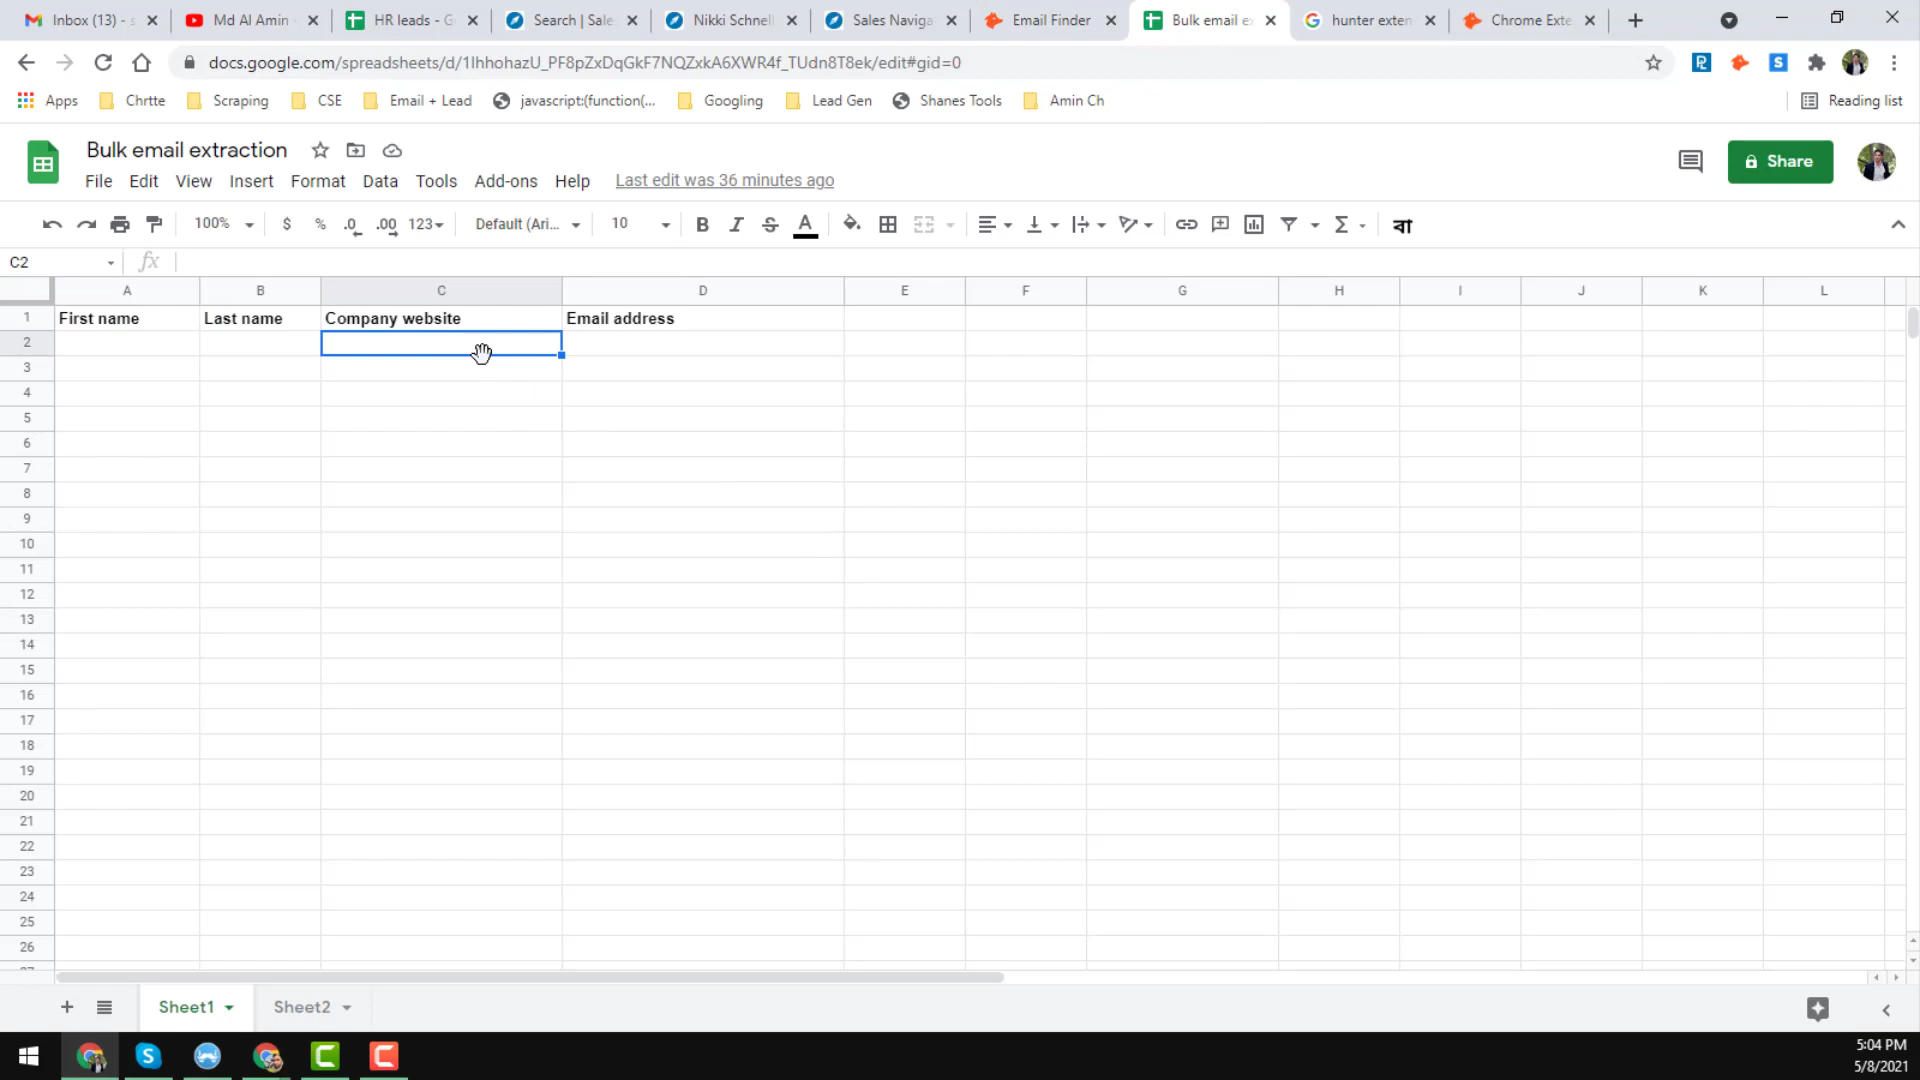 Inbox (13) - s
Md Al Amin -
HR leads - G
Search | Sale
Nikki Schnell
Sales Naviga
Email Finder
Bulk email e
hunter exten
Chrome Exte
docs.google.com/spreadsheets/d/1IhhohazU_PF8pZxDqGkF7NQZxkA6XWR4f_TUdn8T8ek/edit#gid=0
Apps
Chrtte
Scraping
CSE
Email + Lead
javascript:(function(...
Googling
Lead Gen
Shanes Tools
Amin Ch
Reading list
Bulk email extraction
Share
File Edit View Insert Format Data Tools Add-ons Help Last edit was 36 minutes ago
100% $ % .0 .00 123 Default (Ari... 10 B I S A Σ বা
C2 fx
A B C D E F G H I J K L
1 First name Last name Company website Email address
2
3
4
5
6
7
8
9
10
11
12
13
14
15
16
17
18
19
20
21
22
23
24
25
26
Sheet1 Sheet2
5:04 PM
5/8/2021